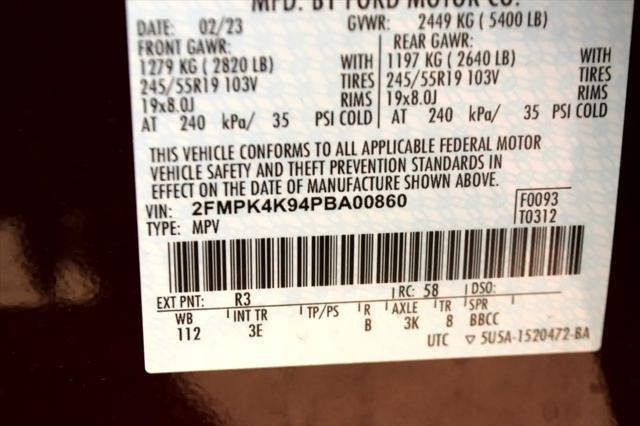 MFD. BY FORD MOTOR CO.
DATE: 02/23 GVWR: 2449 KG ( 5400 LB)
FRONT GAWR: REAR GAWR:
1279 KG ( 2820 LB) WITH 1197 KG ( 2640 LB) WITH
245/55R19 103V TIRES 245/55R19 103V TIRES
19x8.0J RIMS 19x8.0J RIMS
AT 240 kPa/ 35 PSI COLD AT 240 kPa/ 35 PSI COLD
THIS VEHICLE CONFORMS TO ALL APPLICABLE FEDERAL MOTOR
VEHICLE SAFETY AND THEFT PREVENTION STANDARDS IN
EFFECT ON THE DATE OF MANUFACTURE SHOWN ABOVE.
VIN: 2FMPK4K94PBA00860 F0093
TYPE: MPV T0312
EXT PNT: R3 RC: 58 DSO:
WB INT TR TP/PS R AXLE TR SPR
112 3E B 3K 8 BBCC
UTC ▽ 5U5A-1520472-BA